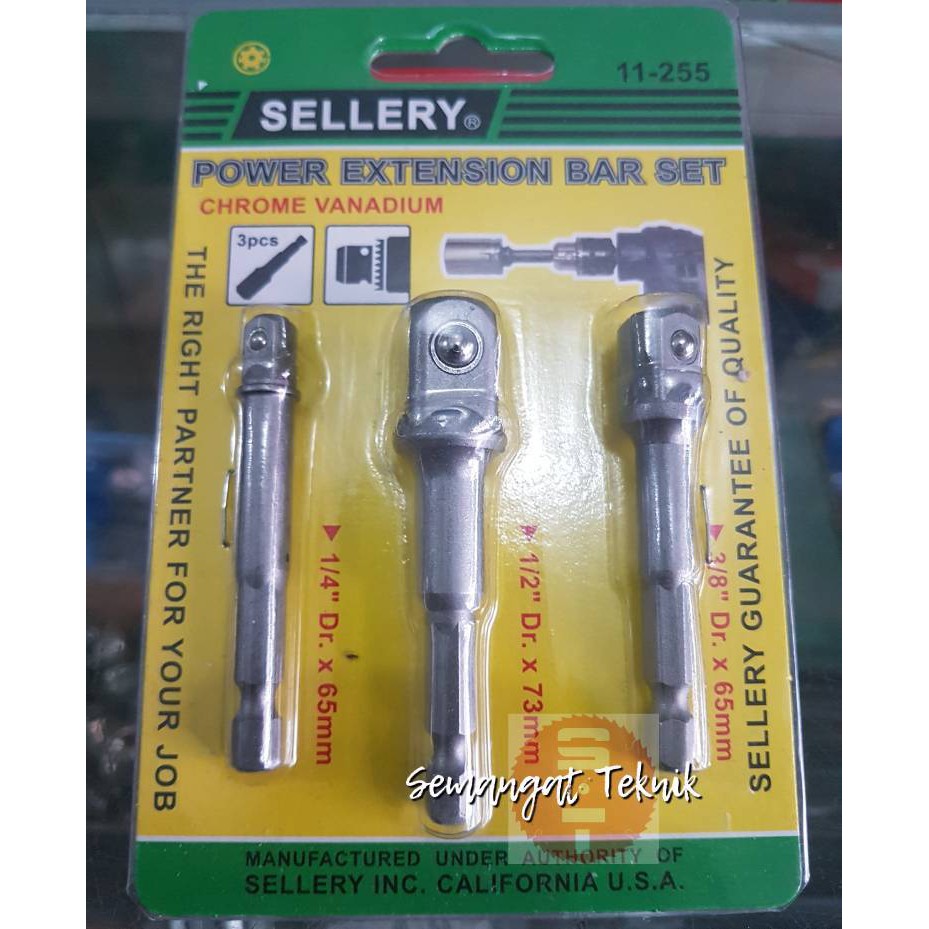 11-255
SELLERY®
POWER EXTENSION BAR SET
CHROME VANADIUM
3pcs
THE RIGHT PARTNER FOR YOUR JOB
1/4" Dr. x 65mm
1/2" Dr. x 73mm
3/8" Dr. x 65mm
SELLERY GUARANTEE OF QUALITY
Semangat Teknik
MANUFACTURED UNDER AUTHORITY OF
SELLERY INC. CALIFORNIA U.S.A.